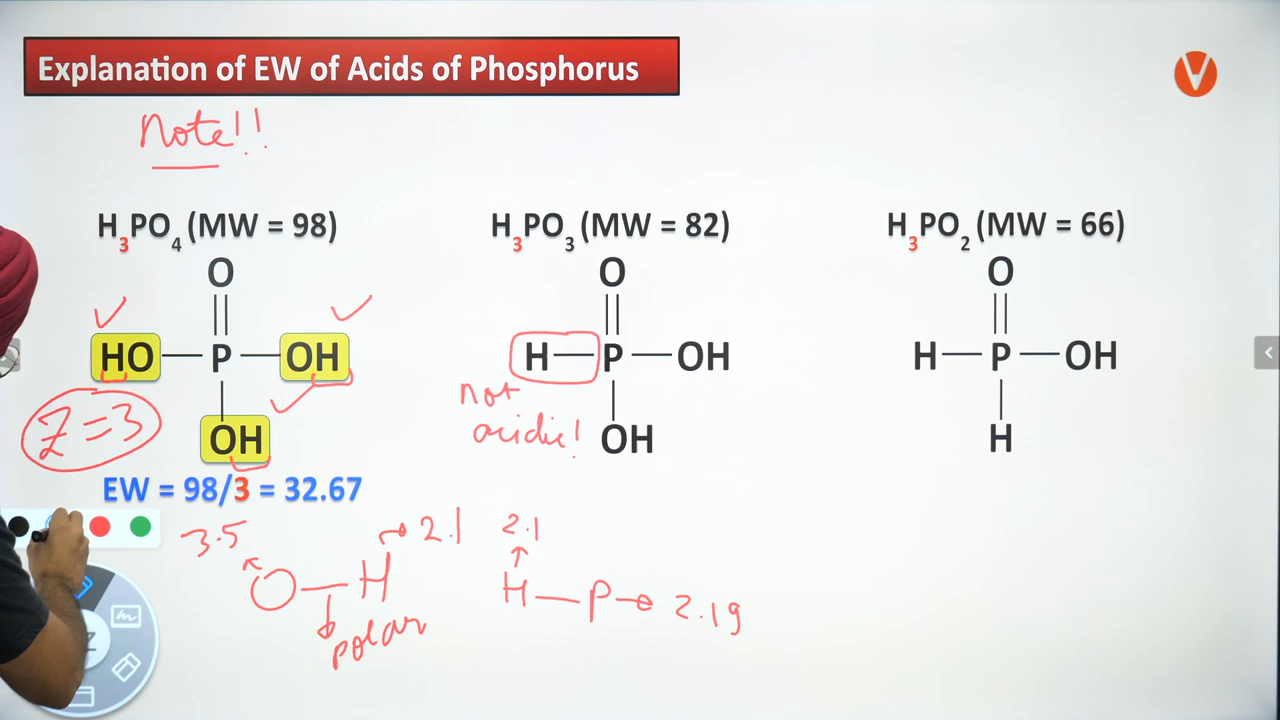 Explanation of EW of Acids of Phosphorus
Note!!
H3PO4 (MW = 98)
O
HO P OH
OH
Z = 3
EW = 98/3 = 32.67
3.5
O — H → 2.1
polar
H3PO3 (MW = 82)
O
H — P — OH
not
acidic!
OH
2.1
H — P → 2.19
H3PO2 (MW = 66)
O
H — P — OH
H